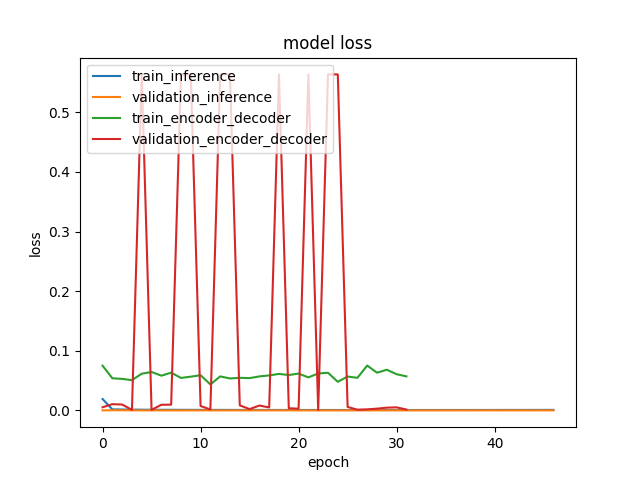 model loss
train_inference
validation_inference
train_encoder_decoder
validation_encoder_decoder
loss
0.5
0.4
0.3
0.2
0.1
0.0
0 10 20 30 40
epoch